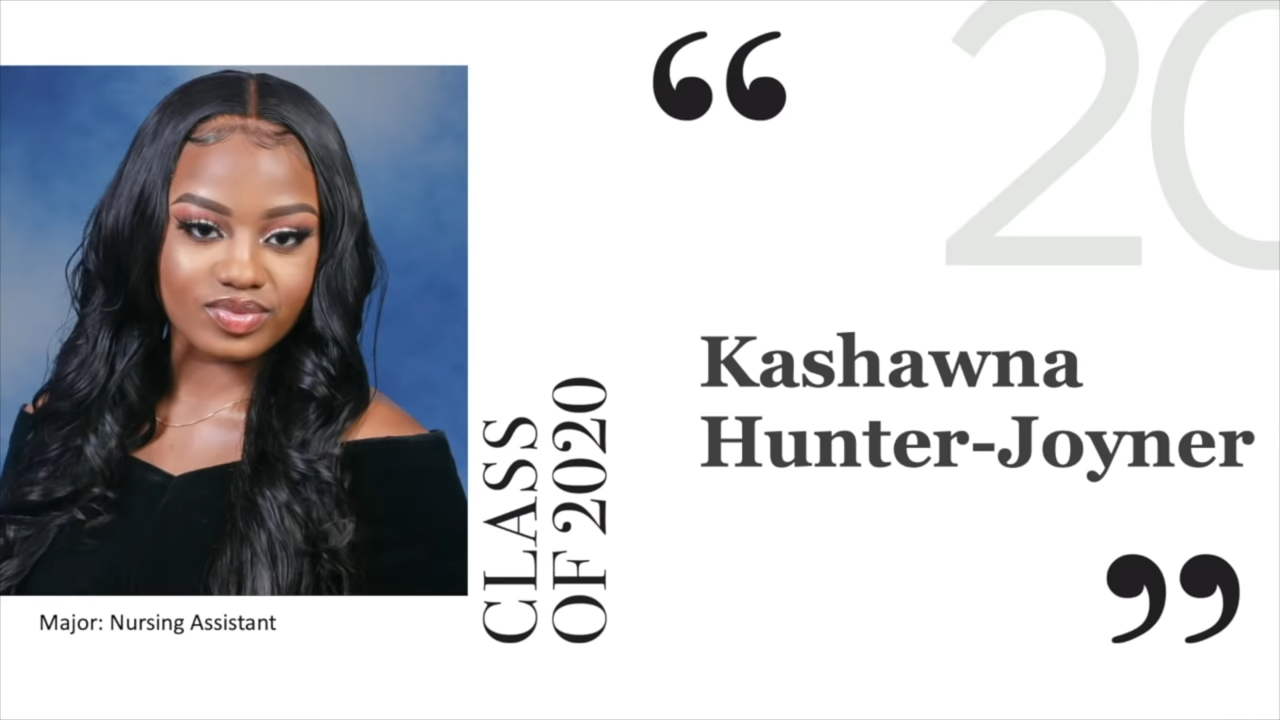 “
20
Kashawna
Hunter-Joyner
”
CLASS
OF 2020
Major: Nursing Assistant